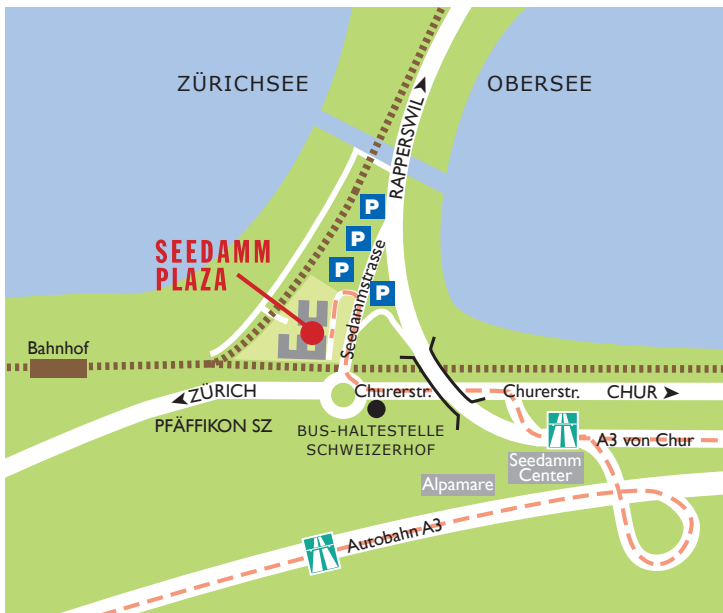 ZÜRICHSEE
OBERSEE
RAPPERSWIL
P
P
P
P
SEEDAMM
PLAZA
Seedammstrasse
Bahnhof
ZÜRICH
Churerstr.
Churerstr.
CHUR
PFÄFFIKON SZ
BUS-HALTESTELLE
SCHWEIZERHOF
A3 von Chur
Seedamm
Center
Alpamare
Autobahn A3